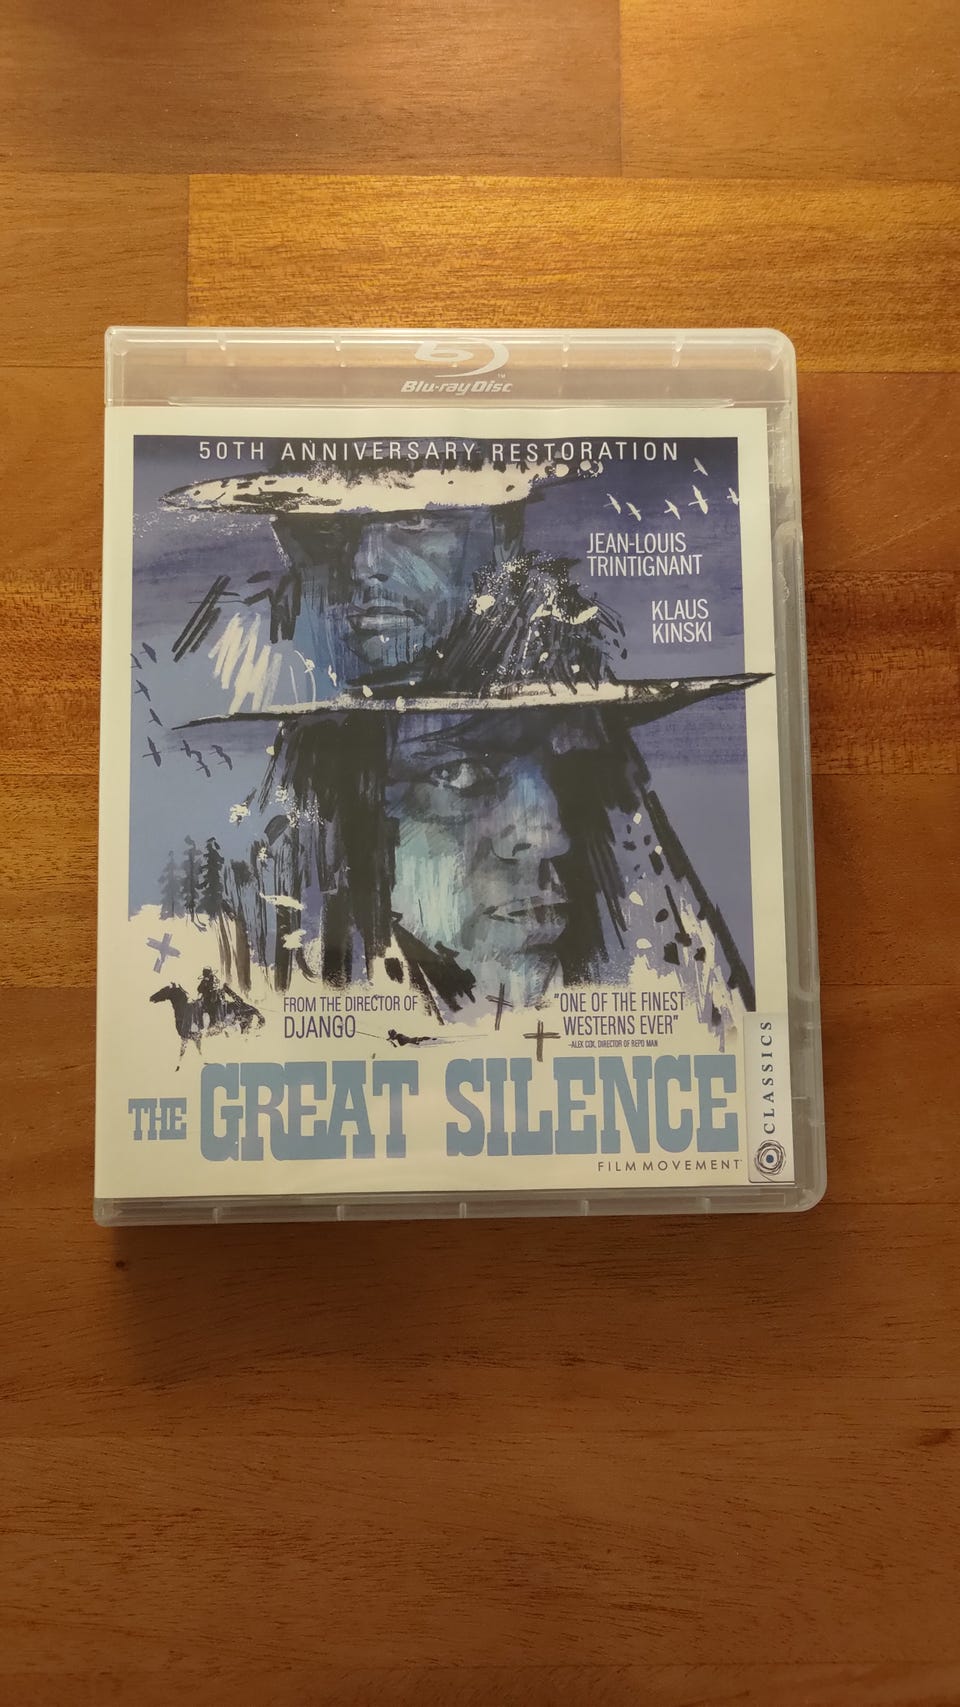 Blu-ray Disc™
50TH ANNIVERSARY RESTORATION
JEAN-LOUIS
TRINTIGNANT
KLAUS
KINSKI
FROM THE DIRECTOR OF
DJANGO
"ONE OF THE FINEST
WESTERNS EVER"
-ALEX COX, DIRECTOR OF REPO MAN
THE GREAT SILENCE
FILM MOVEMENT
CLASSICS